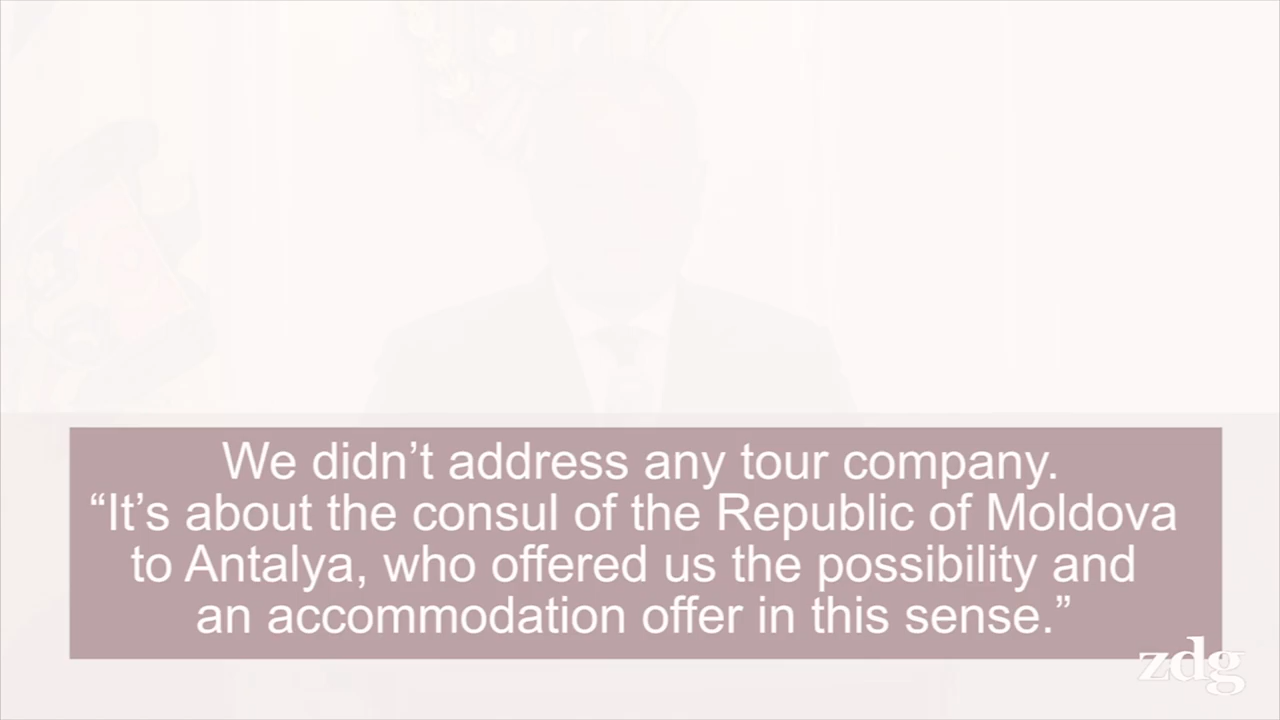 We didn’t address any tour company.
“It’s about the consul of the Republic of Moldova
to Antalya, who offered us the possibility and
an accommodation offer in this sense.”
zdg